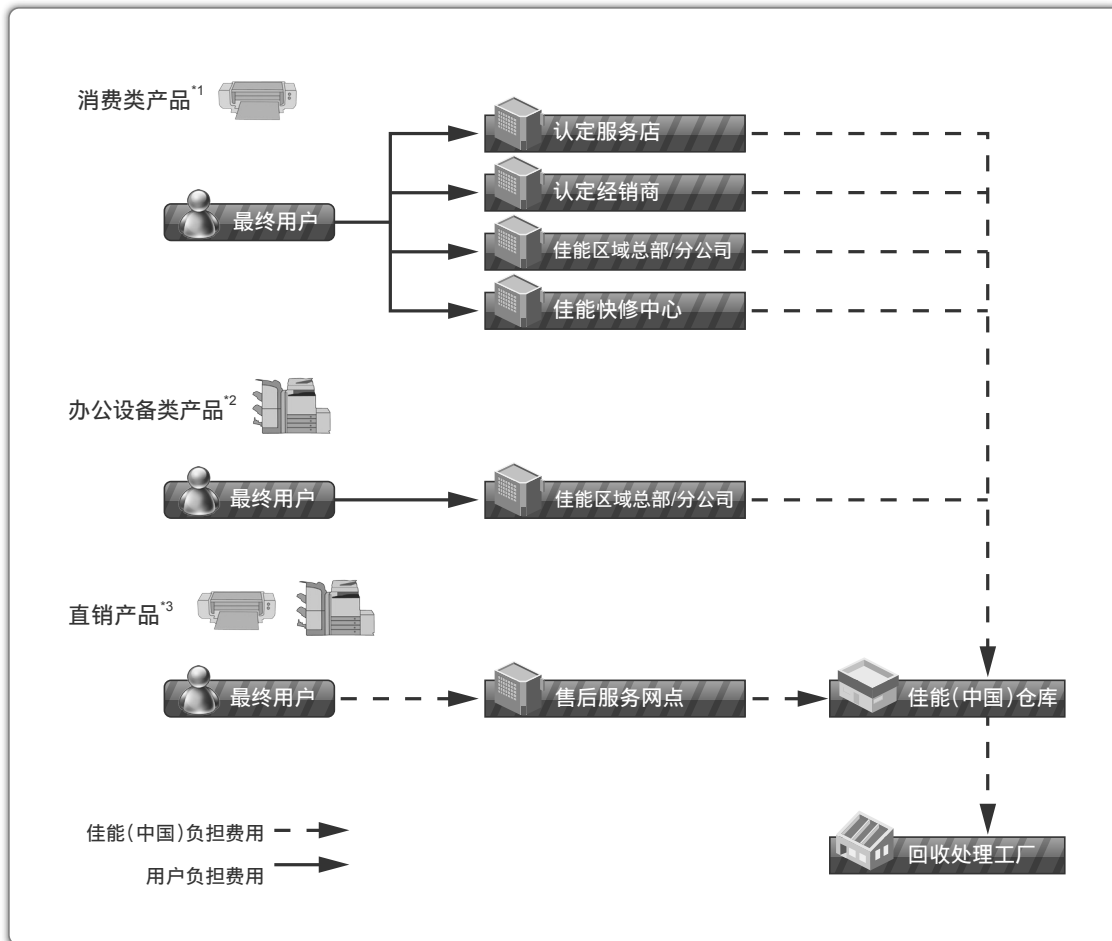 消费类产品*1
认定服务店
认定经销商
最终用户
佳能区域总部/分公司
佳能快修中心
办公设备类产品*2
最终用户
佳能区域总部/分公司
直销产品*3
最终用户
售后服务网点
佳能(中国)仓库
佳能(中国)负担费用
用户负担费用
回收处理工厂